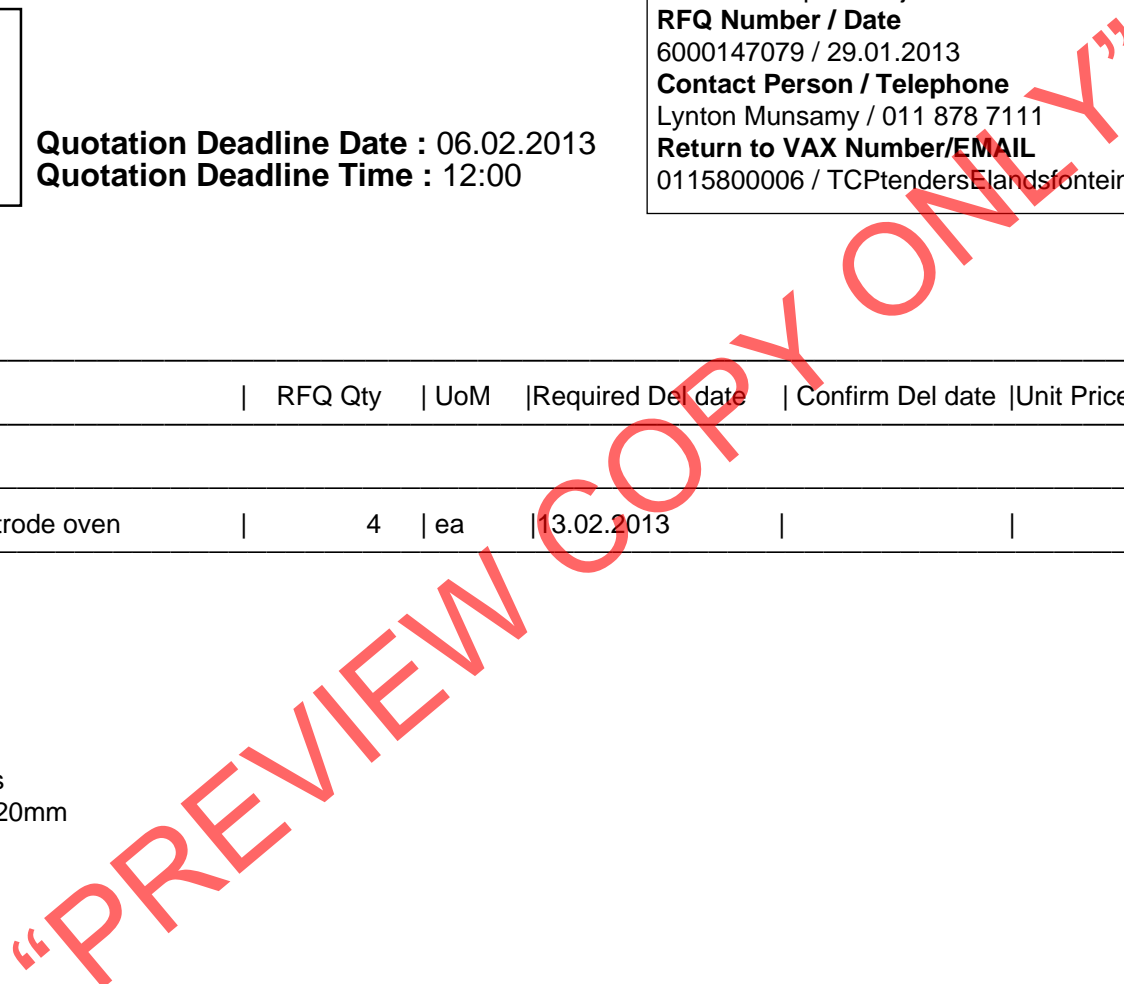 RFQ Number / Date
6000147079 / 29.01.2013
Contact Person / Telephone
Lynton Munsamy / 011 878 7111
Return to VAX Number/EMAIL
0115800006 / TCPtendersElandsfontein
Quotation Deadline Date : 06.02.2013
Quotation Deadline Time : 12:00
| RFQ Qty | UoM |Required Del date | Confirm Del date |Unit Price
trode oven | 4 | ea |13.02.2013 | |
s
20mm
“PREVIEW COPY ONLY”